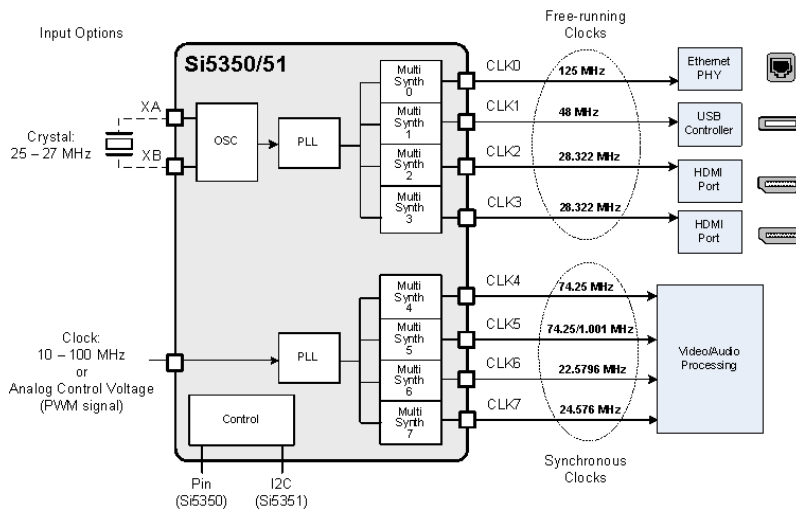 Input Options
Free-running
Clocks
Si5350/51
XA
XB
Crystal:
25 – 27 MHz
OSC
PLL
Multi
Synth
0
Multi
Synth
1
Multi
Synth
2
Multi
Synth
3
CLK0
125 MHz
Ethernet
PHY
CLK1
48 MHz
USB
Controller
CLK2
28.322 MHz
HDMI
Port
CLK3
28.322 MHz
HDMI
Port
Clock:
10 – 100 MHz
or
Analog Control Voltage
(PWM signal)
PLL
Multi
Synth
4
Multi
Synth
5
Multi
Synth
6
Multi
Synth
7
CLK4
74.25 MHz
CLK5
74.25/1.001 MHz
CLK6
22.5796 MHz
CLK7
24.576 MHz
Video/Audio
Processing
Control
Pin
(Si5350)
I2C
(Si5351)
Synchronous
Clocks